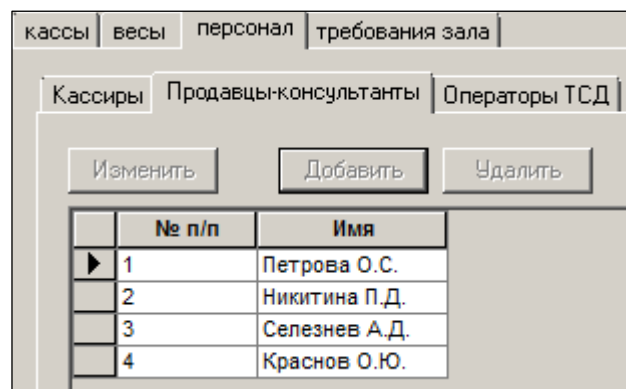 кассы весы персонал требования зала
Кассиры Продавцы-консультанты Операторы ТСД
Изменить Добавить Удалить
№ п/п Имя
1 Петрова О.С.
2 Никитина П.Д.
3 Селезнев А.Д.
4 Краснов О.Ю.